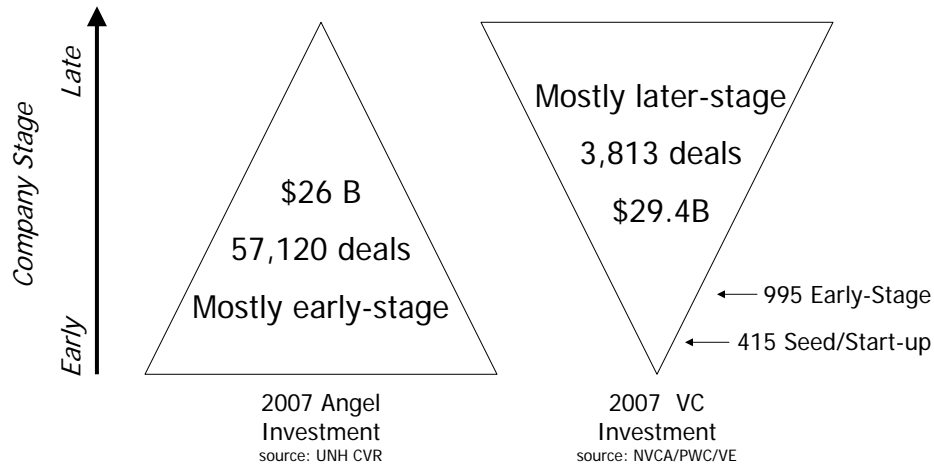 Company Stage
Late
Early
$26 B
57,120 deals
Mostly early-stage
2007 Angel
Investment
source: UNH CVR
Mostly later-stage
3,813 deals
$29.4B
995 Early-Stage
415 Seed/Start-up
2007 VC
Investment
source: NVCA/PWC/VE